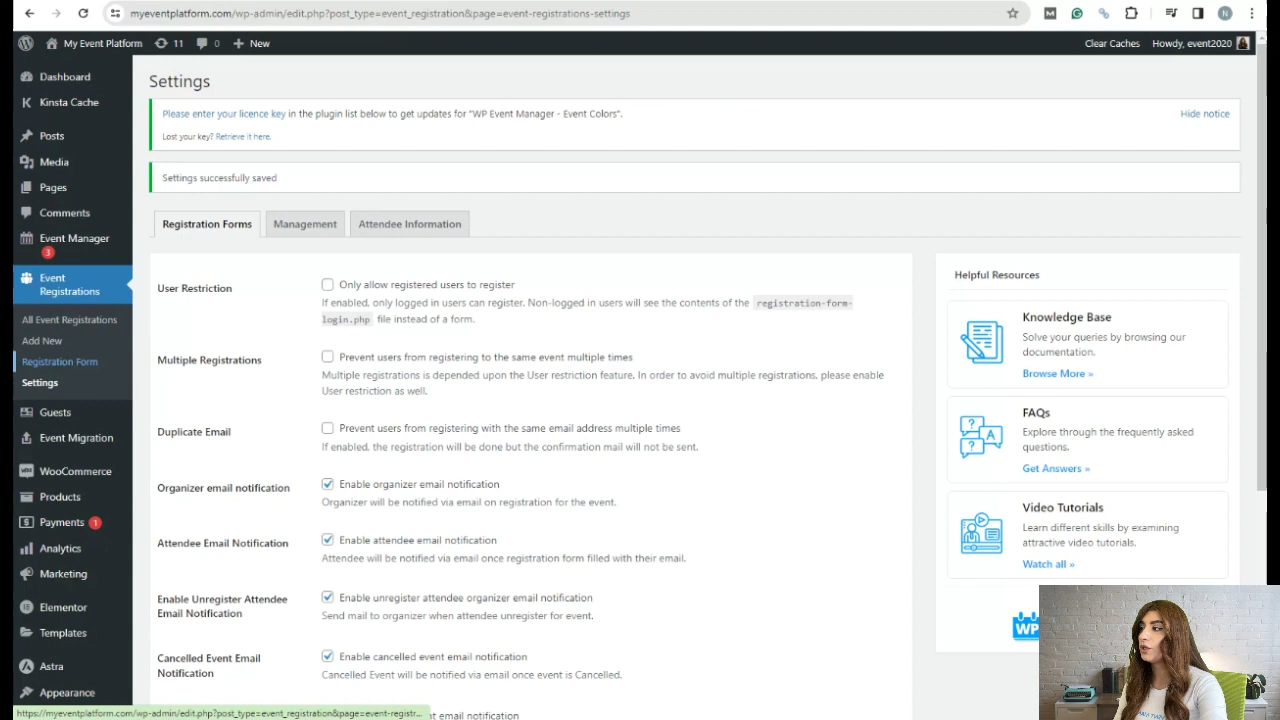 myeventplatform.com/wp-admin/edit.php?post_type=event_registration&page=event-registrations-settings
My Event Platform
11
0
New
Clear Caches
Howdy, event2020
Dashboard
Kinsta Cache
Posts
Media
Pages
Comments
Event Manager
3
Event
Registrations
All Event Registrations
Add New
Registration Form
Settings
Guests
Event Migration
WooCommerce
Products
Payments 1
Analytics
Marketing
Elementor
Templates
Astra
Appearance
Settings
Please enter your licence key in the plugin list below to get updates for "WP Event Manager - Event Colors".
Hide notice
Lost your key? Retrieve it here.
Settings successfully saved
Registration Forms
Management
Attendee Information
User Restriction
Only allow registered users to register
If enabled, only logged in users can register. Non-logged in users will see the contents of the registration-form-
login.php file instead of a form.
Multiple Registrations
Prevent users from registering to the same event multiple times
Multiple registrations is depended upon the User restriction feature. In order to avoid multiple registrations, please enable
User restriction as well.
Duplicate Email
Prevent users from registering with the same email address multiple times
If enabled, the registration will be done but the confirmation mail will not be sent.
Organizer email notification
Enable organizer email notification
Organizer will be notified via email on registration for the event.
Attendee Email Notification
Enable attendee email notification
Attendee will be notified via email once registration form filled with their email.
Enable Unregister Attendee
Email Notification
Enable unregister attendee organizer email notification
Send mail to organizer when attendee unregister for event.
Cancelled Event Email
Notification
Enable cancelled event email notification
Cancelled Event will be notified via email once event is Cancelled.
nt email notification
Helpful Resources
Knowledge Base
Solve your queries by browsing our
documentation.
Browse More »
FAQs
Explore through the frequently asked
questions.
Get Answers »
Video Tutorials
Learn different skills by examining
attractive video tutorials.
Watch all »
WP
https://myeventplatform.com/wp-admin/edit.php?post_type=event_registration&page=event-registr...